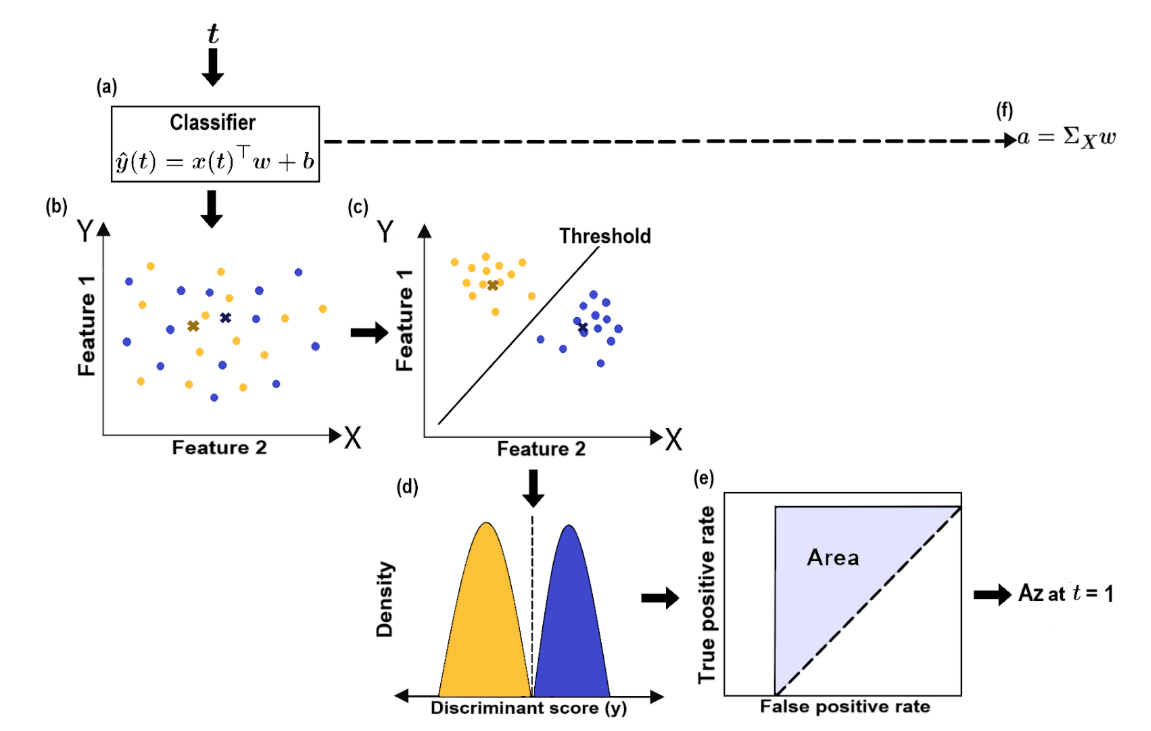 t
(a)
Classifier
ŷ(t) = x(t)⊤w + b
(f)
a = Σ_X w
(b)
Y
Feature 1
X
Feature 2
(c)
Y
Threshold
Feature 1
X
Feature 2
(d)
Density
Discriminant score (y)
(e)
True positive rate
Area
False positive rate
Az at t = 1